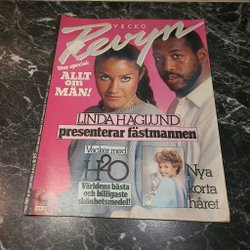 VECKO
Revyn
Stor special:
ALLT
OM
MÄN!
LINDA HAGLUND
presenterar fästmannen
Vacker med
H2O
Världens bästa
och billigaste
skönhetsmedel!
Nya
korta
håret